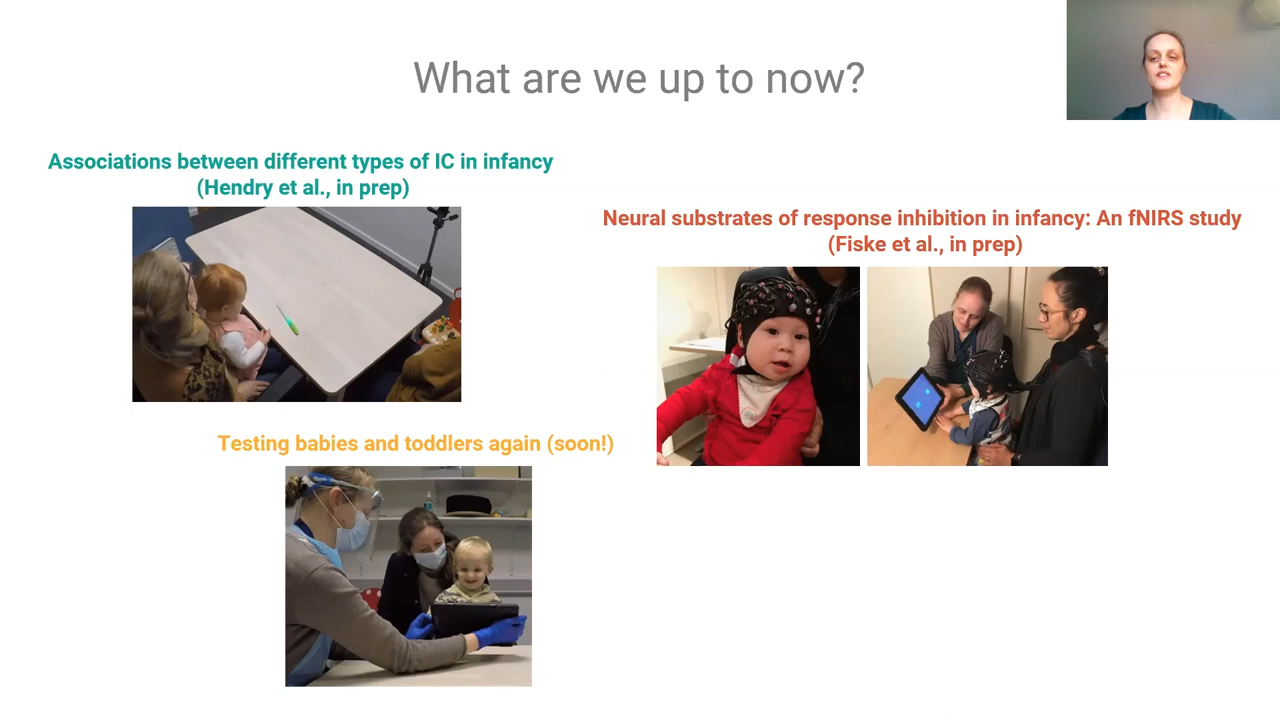 What are we up to now?
Associations between different types of IC in infancy
(Hendry et al., in prep)
Neural substrates of response inhibition in infancy: An fNIRS study
(Fiske et al., in prep)
Testing babies and toddlers again (soon!)